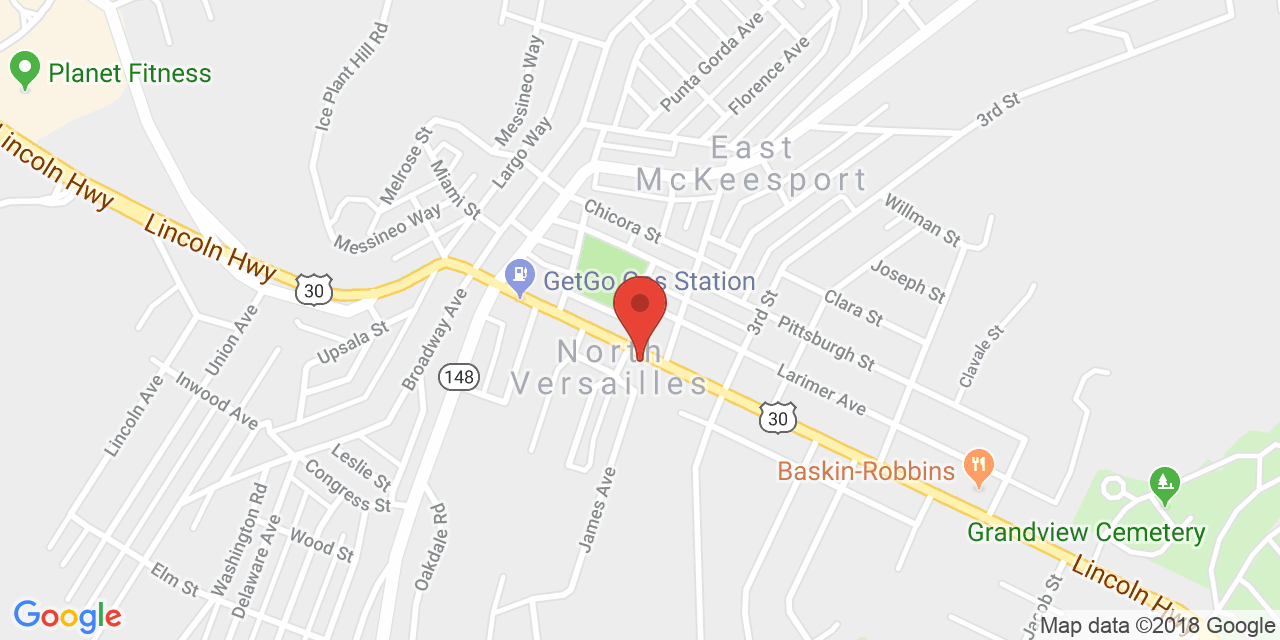 Planet Fitness
Ice Plant Hill Rd
Messineo Way
Punta Gorda Ave
Florence Ave
3rd St
East
McKeesport
Melrose St
Largo Way
Miami St
Messineo Way
Chicora St
Willman St
Lincoln Hwy
Lincoln Hwy
30
GetGo Gas Station
Joseph St
Clara St
3rd St
Pittsburgh St
Clavale St
Union Ave
Upsala St
Broadway Ave
148
North
Versailles
Larimer Ave
30
Lincoln Ave
Inwood Ave
Leslie St
Congress St
Baskin-Robbins
Washington Rd
Delaware Ave
Wood St
Oakdale Rd
James Ave
Grandview Cemetery
Elm St
Jacob St
Lincoln Hwy
Google
Map data ©2018 Google